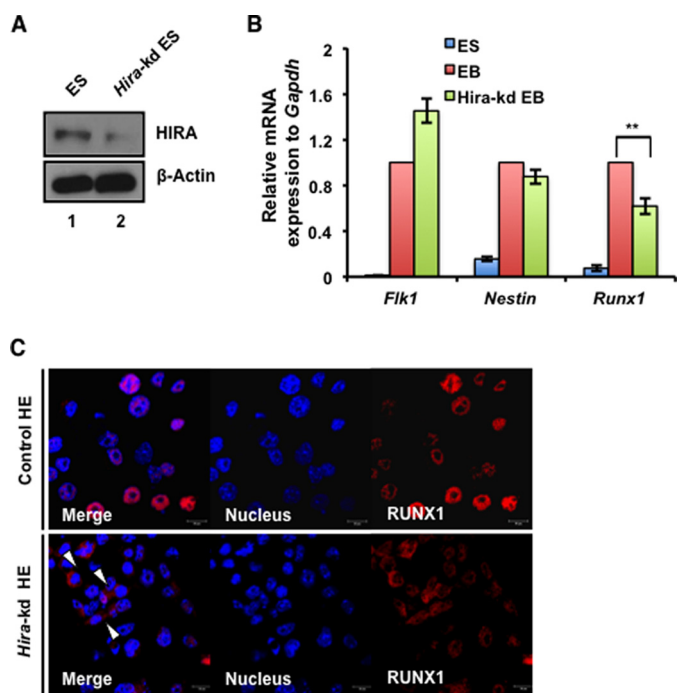 A
ES
Hira-kd ES
HIRA
β-Actin
1 2
B
Relative mRNA
expression to Gapdh
2
1.6
1.2
0.8
0.4
0
ES
EB
Hira-kd EB
**
Flk1 Nestin Runx1
C
Control HE
Merge Nucleus RUNX1
Hira-kd HE
Merge Nucleus RUNX1